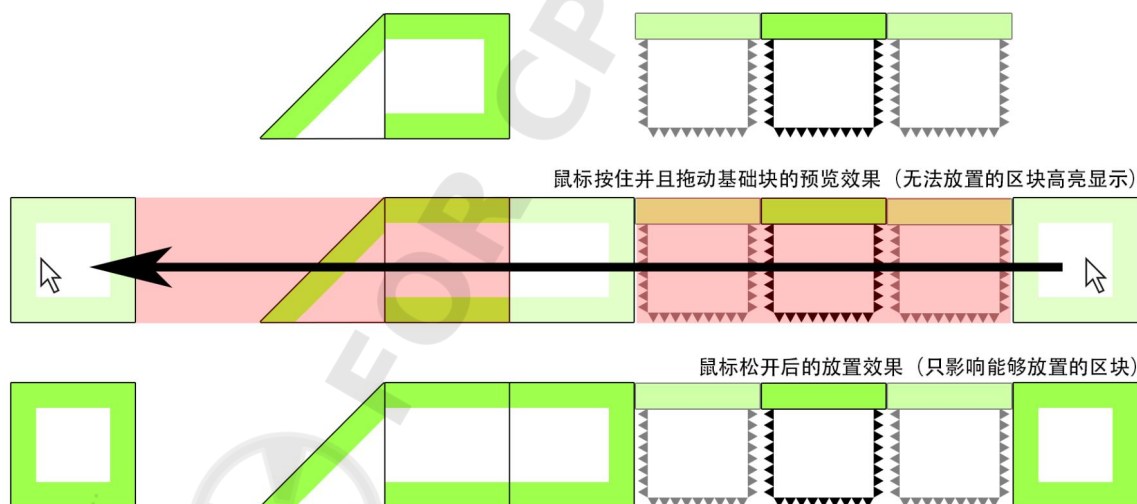 FOR CP
鼠标按住并且拖动基础块的预览效果（无法放置的区块高亮显示）
鼠标松开后的放置效果（只影响能够放置的区块）